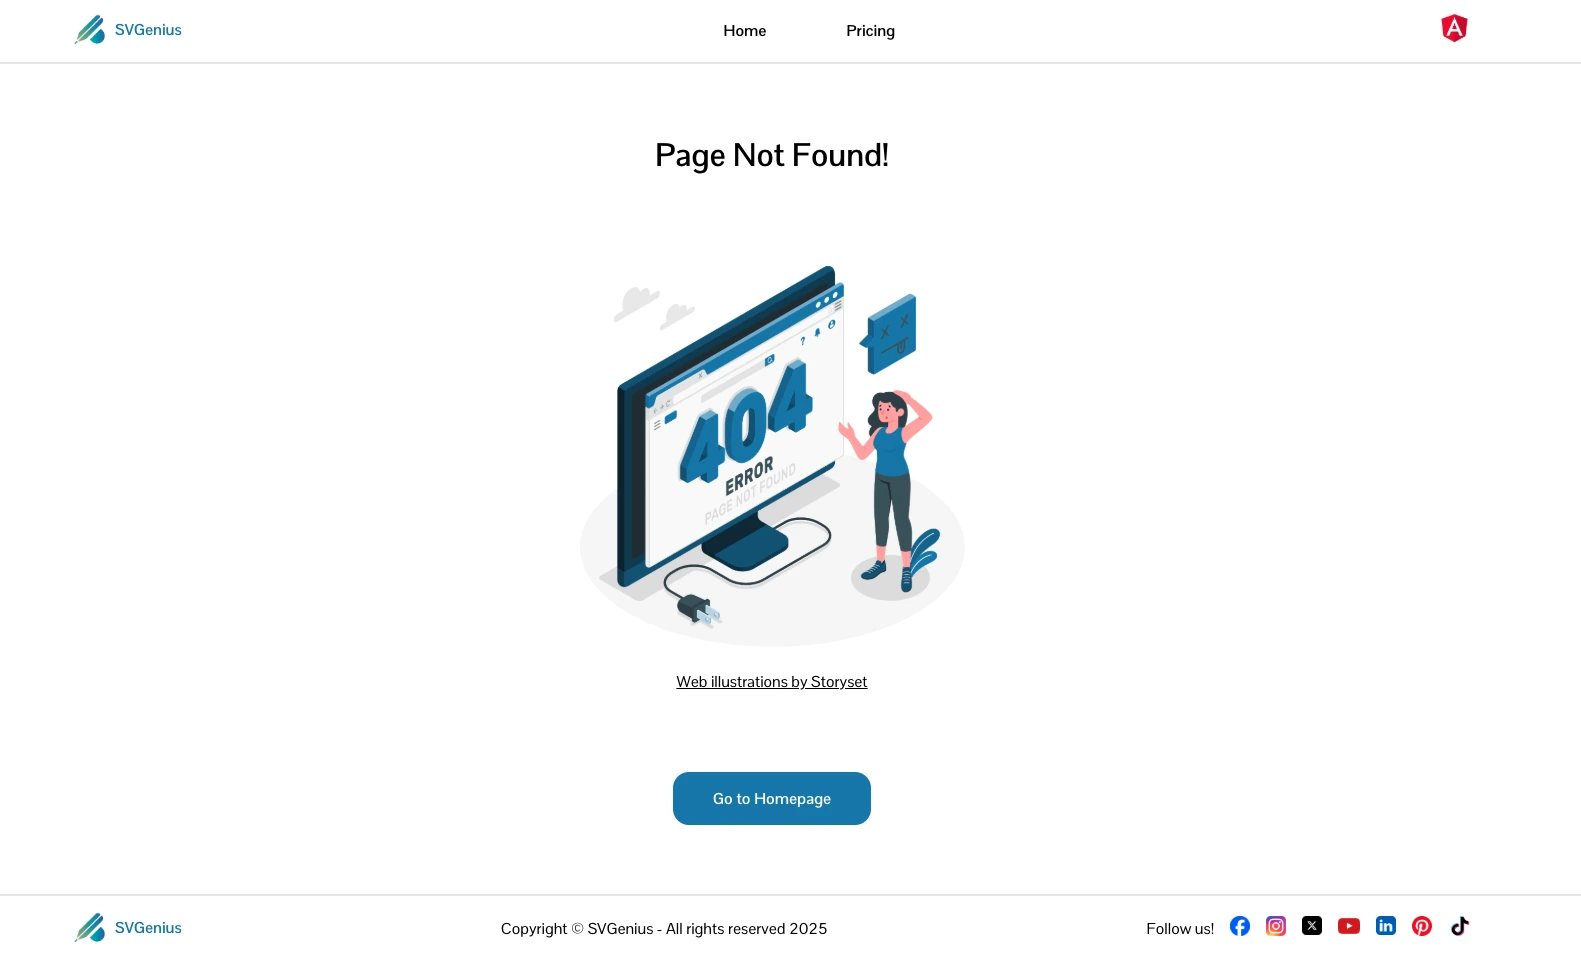 SVGenius
Home
Pricing
Page Not Found!
404
ERROR
PAGE NOT FOUND
Web illustrations by Storyset
Go to Homepage
SVGenius
Copyright © SVGenius - All rights reserved 2025
Follow us!